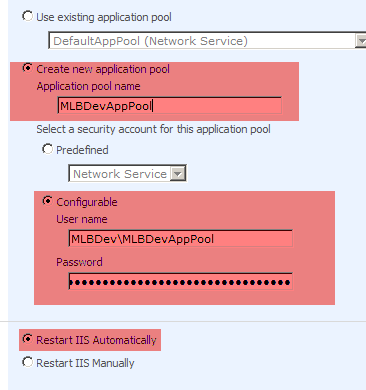 Use existing application pool
DefaultAppPool (Network Service)
Create new application pool
Application pool name
MLBDevAppPool
Select a security account for this application pool
Predefined
Network Service
Configurable
User name
MLBDev\MLBDevAppPool
Password
●●●●●●●●●●●●●●●●●●●●●●●●●●●●●●●●
Restart IIS Automatically
Restart IIS Manually